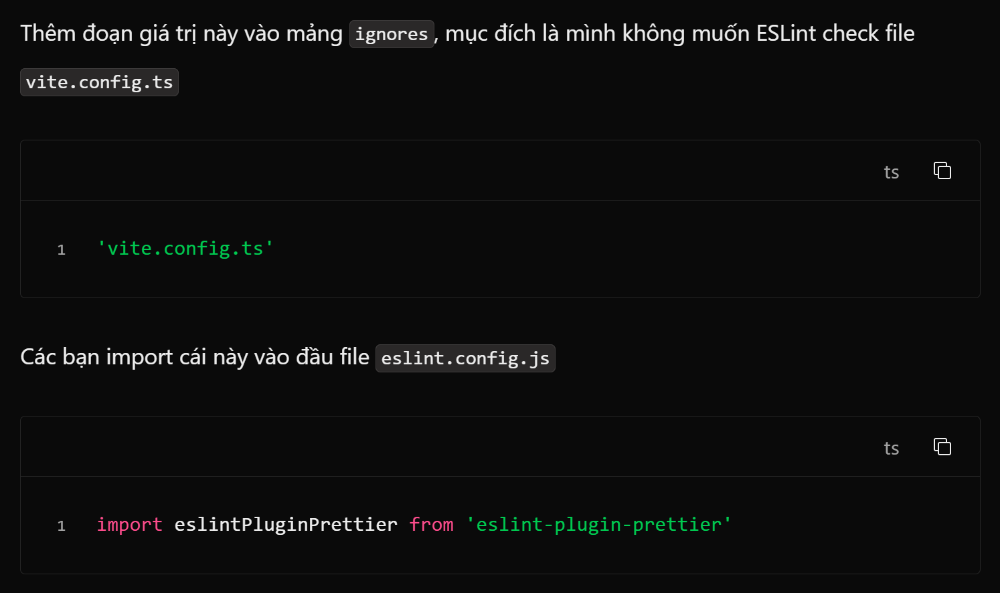 Thêm đoạn giá trị này vào mảng ignores, mục đích là mình không muốn ESLint check file
vite.config.ts
ts
1 'vite.config.ts'
Các bạn import cái này vào đầu file eslint.config.js
ts
1 import eslintPluginPrettier from 'eslint-plugin-prettier'